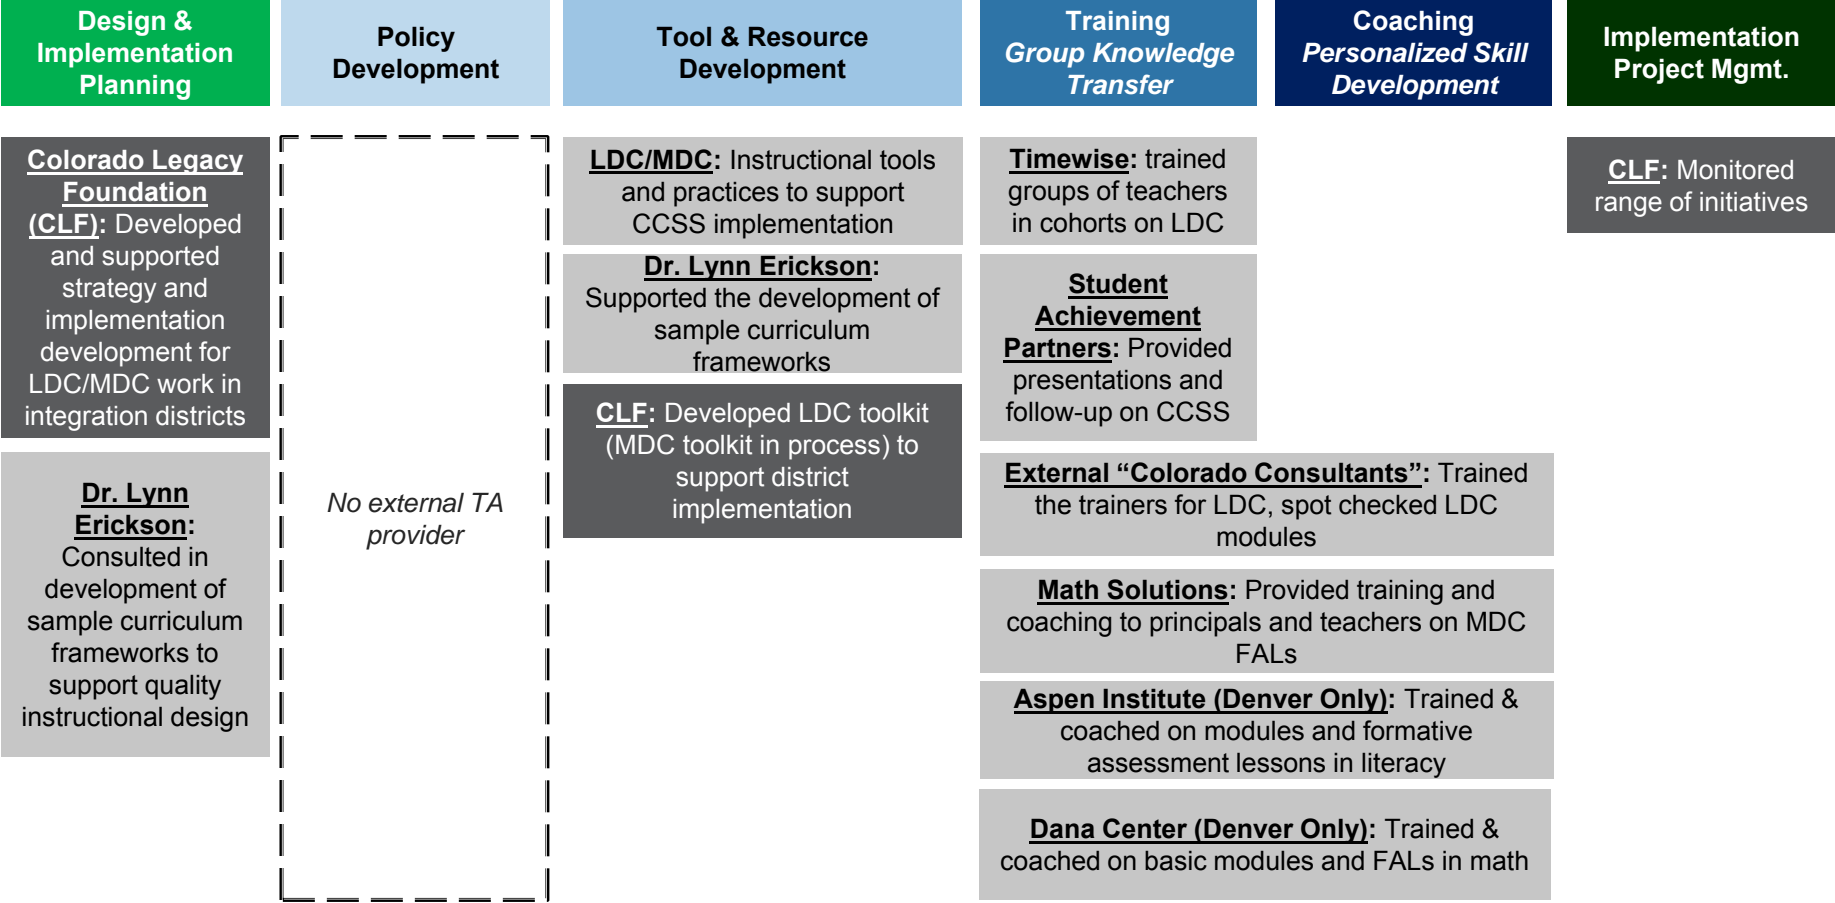 Design &
Implementation
Planning
Policy
Development
Tool & Resource
Development
Training
Group Knowledge
Transfer
Coaching
Personalized Skill
Development
Implementation
Project Mgmt.
Colorado Legacy
Foundation
(CLF): Developed
and supported
strategy and
implementation
development for
LDC/MDC work in
integration districts
Dr. Lynn
Erickson:
Consulted in
development of
sample curriculum
frameworks to
support quality
instructional design
No external TA
provider
LDC/MDC: Instructional tools
and practices to support
CCSS implementation
Dr. Lynn Erickson:
Supported the development of
sample curriculum
frameworks
CLF: Developed LDC toolkit
(MDC toolkit in process) to
support district
implementation
Timewise: trained
groups of teachers
in cohorts on LDC
Student
Achievement
Partners: Provided
presentations and
follow-up on CCSS
External “Colorado Consultants”: Trained
the trainers for LDC, spot checked LDC
modules
Math Solutions: Provided training and
coaching to principals and teachers on MDC
FALs
Aspen Institute (Denver Only): Trained &
coached on modules and formative
assessment lessons in literacy
Dana Center (Denver Only): Trained &
coached on basic modules and FALs in math
CLF: Monitored
range of initiatives